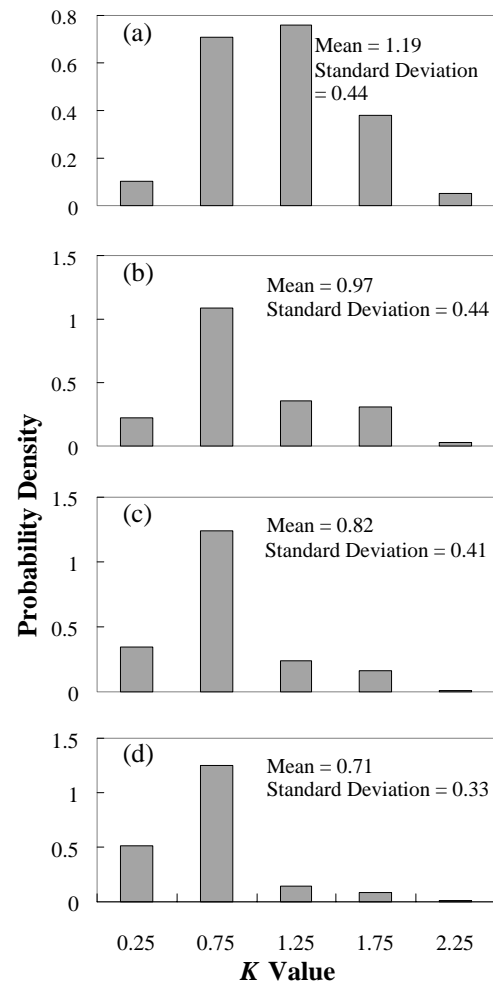 0.8
(a)
Mean = 1.19
Standard Deviation
= 0.44
0.6
0.4
0.2
0
1.5
(b)
Mean = 0.97
Standard Deviation = 0.44
1
0.5
0
1.5
(c)
Mean = 0.82
Standard Deviation = 0.41
1
0.5
0
1.5
(d)
Mean = 0.71
Standard Deviation = 0.33
1
0.5
0
0.25 0.75 1.25 1.75 2.25
K Value
Probability Density